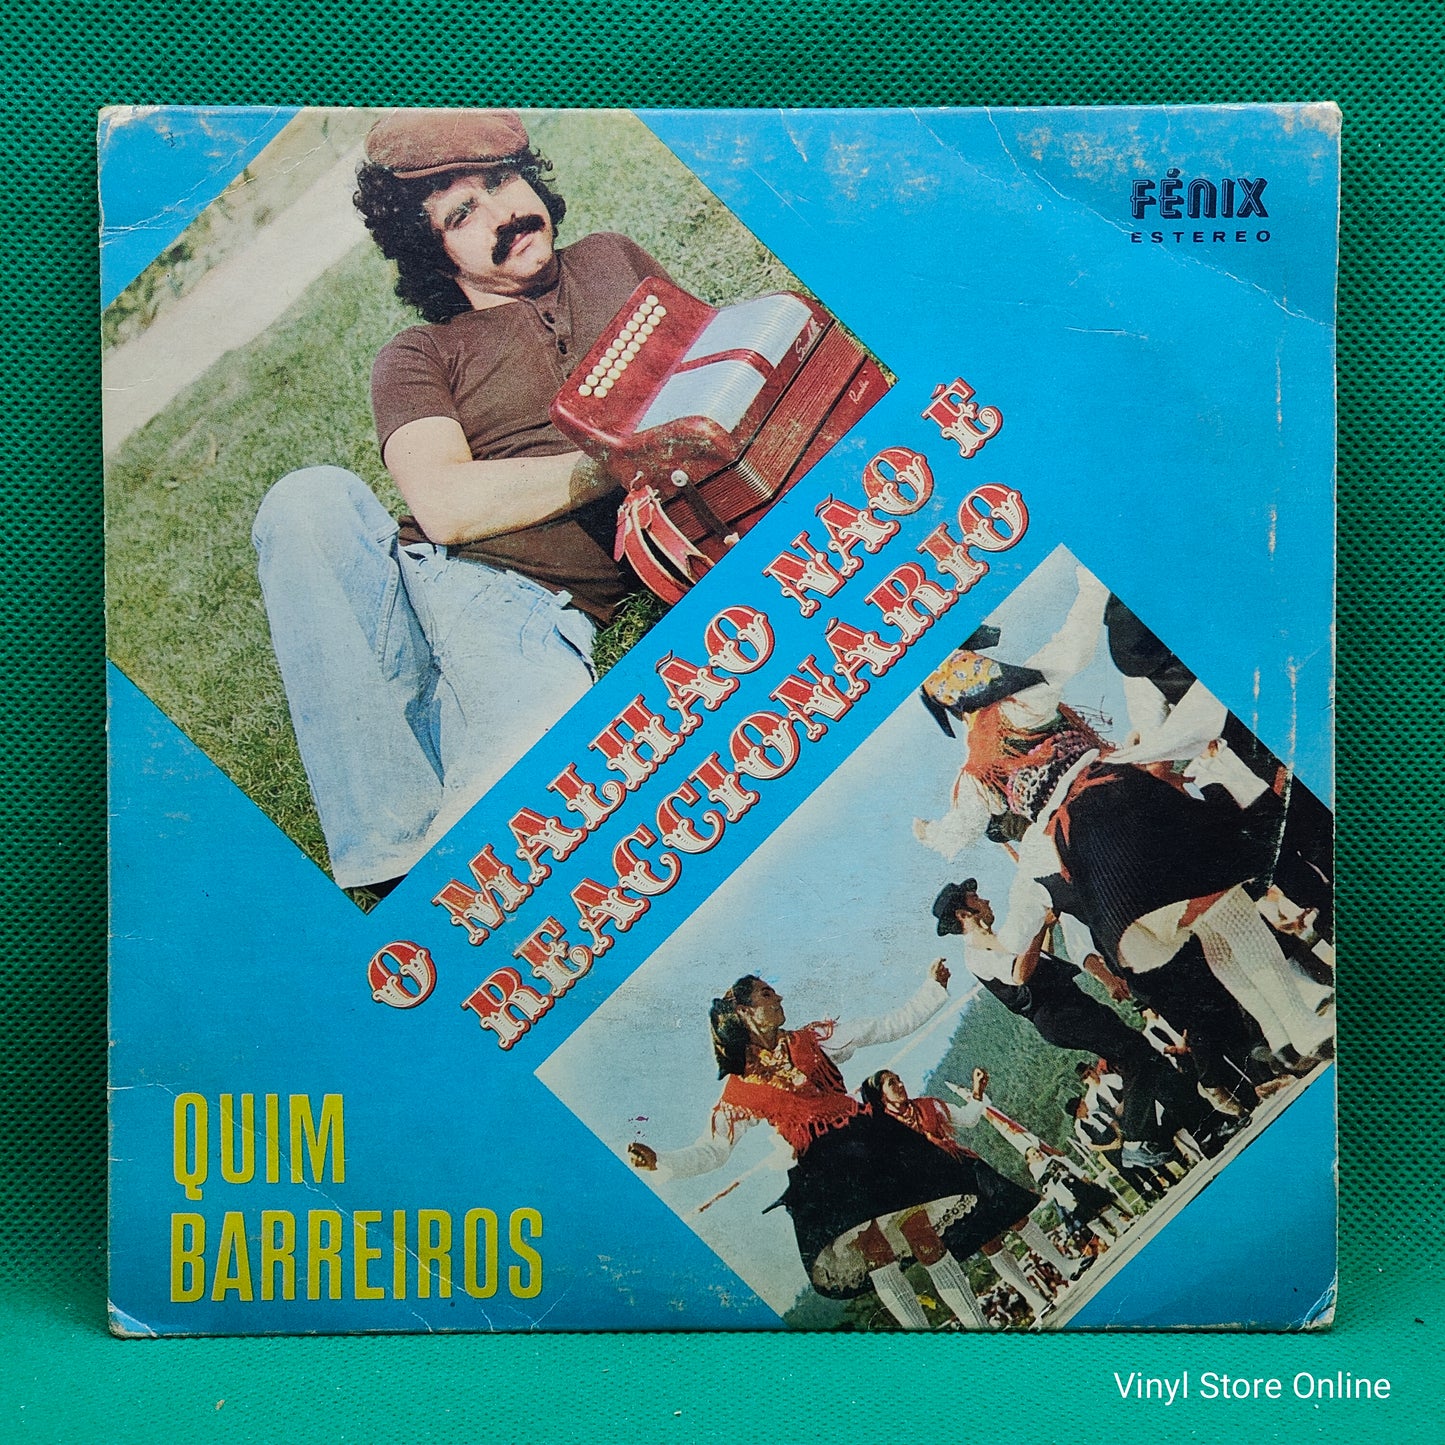 FÉNIX
ESTEREO
O MALHÃO NÃO É
REACCIONÁRIO
QUIM
BARREIROS
Vinyl Store Online